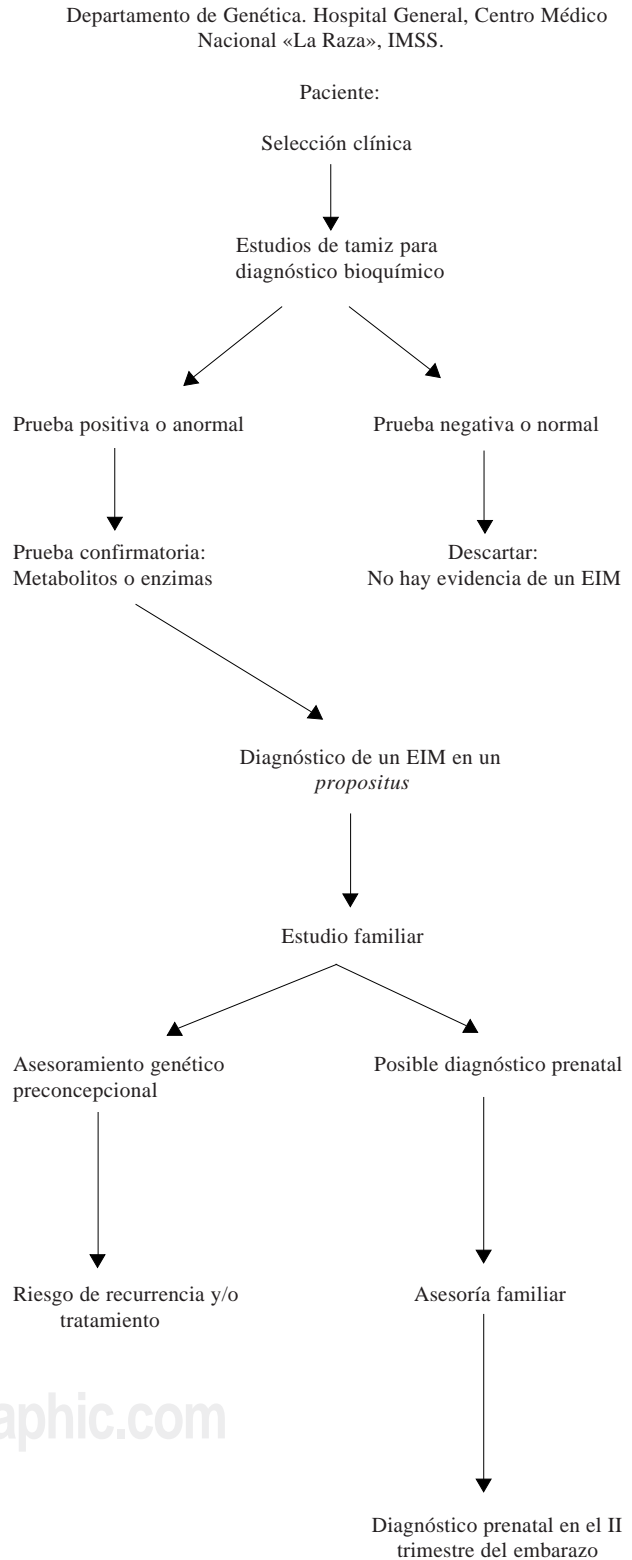 Departamento de Genética. Hospital General, Centro Médico
Nacional «La Raza», IMSS.
Paciente:
Selección clínica
Estudios de tamiz para
diagnóstico bioquímico
Prueba positiva o anormal
Prueba negativa o normal
Prueba confirmatoria:
Metabolitos o enzimas
Descartar:
No hay evidencia de un EIM
Diagnóstico de un EIM en un
propositus
Estudio familiar
Asesoramiento genético
preconcepcional
Posible diagnóstico prenatal
Riesgo de recurrencia y/o
tratamiento
Asesoría familiar
aphic.com
Diagnóstico prenatal en el II
trimestre del embarazo